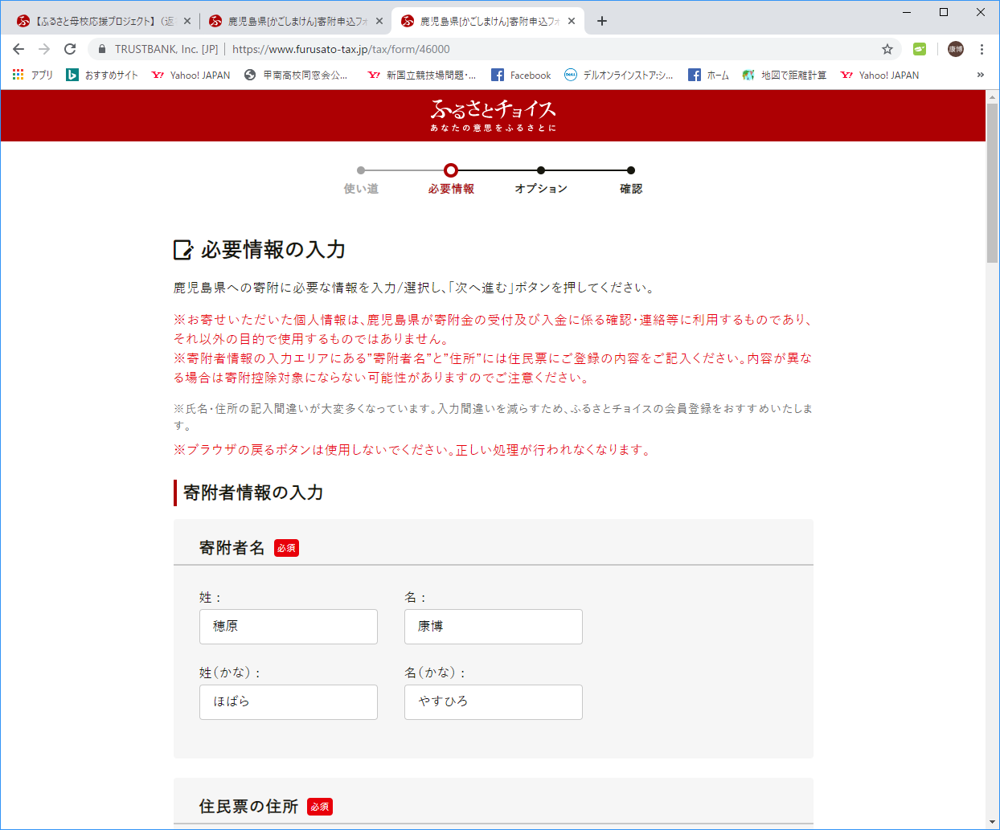 【ふるさと母校応援プロジェクト】（返
鹿児島県[かごしまけん]寄附申込フォ
鹿児島県[かごしまけん]寄附申込フォ
TRUSTBANK, Inc. [JP] https://www.furusato-tax.jp/tax/form/46000
康博
アプリ おすすめサイト Yahoo! JAPAN 甲南高校同窓会公... 新国立競技場問題・... Facebook デルオンラインストア:シ... ホーム 地図で距離計算 Yahoo! JAPAN »
ふるさとチョイス
あなたの意思をふるさとに
使い道 必要情報 オプション 確認
必要情報の入力
鹿児島県への寄附に必要な情報を入力/選択し、「次へ進む」ボタンを押してください。
※お寄せいただいた個人情報は、鹿児島県が寄附金の受付及び入金に係る確認・連絡等に利用するものであり、
それ以外の目的で使用するものではありません。
※寄附者情報の入力エリアにある"寄附者名"と"住所"には住民票にご登録の内容をご記入ください。内容が異な
る場合は寄附控除対象にならない可能性がありますのでご注意ください。
※氏名・住所の記入間違いが大変多くなっています。入力間違いを減らすため、ふるさとチョイスの会員登録をおすすめいたしま
す。
※ブラウザの戻るボタンは使用しないでください。正しい処理が行われなくなります。
寄附者情報の入力
寄附者名 必須
姓： 名：
穂原 康博
姓（かな）： 名（かな）：
ほばら やすひろ
住民票の住所 必須